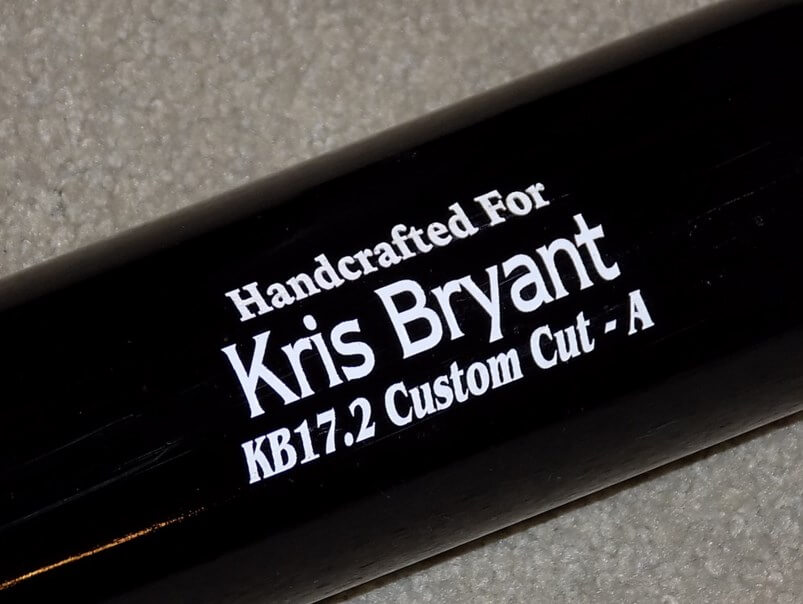 Handcrafted For
Kris Bryant
KB17.2 Custom Cut - A